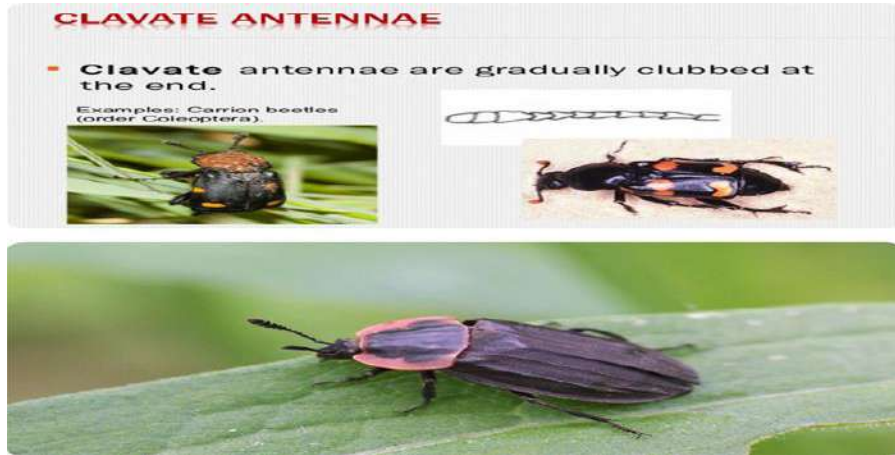 CLAVATE ANTENNAE
Clavate antennae are gradually clubbed at
the end.
Examples: Carrion beetles
(order Coleoptera).